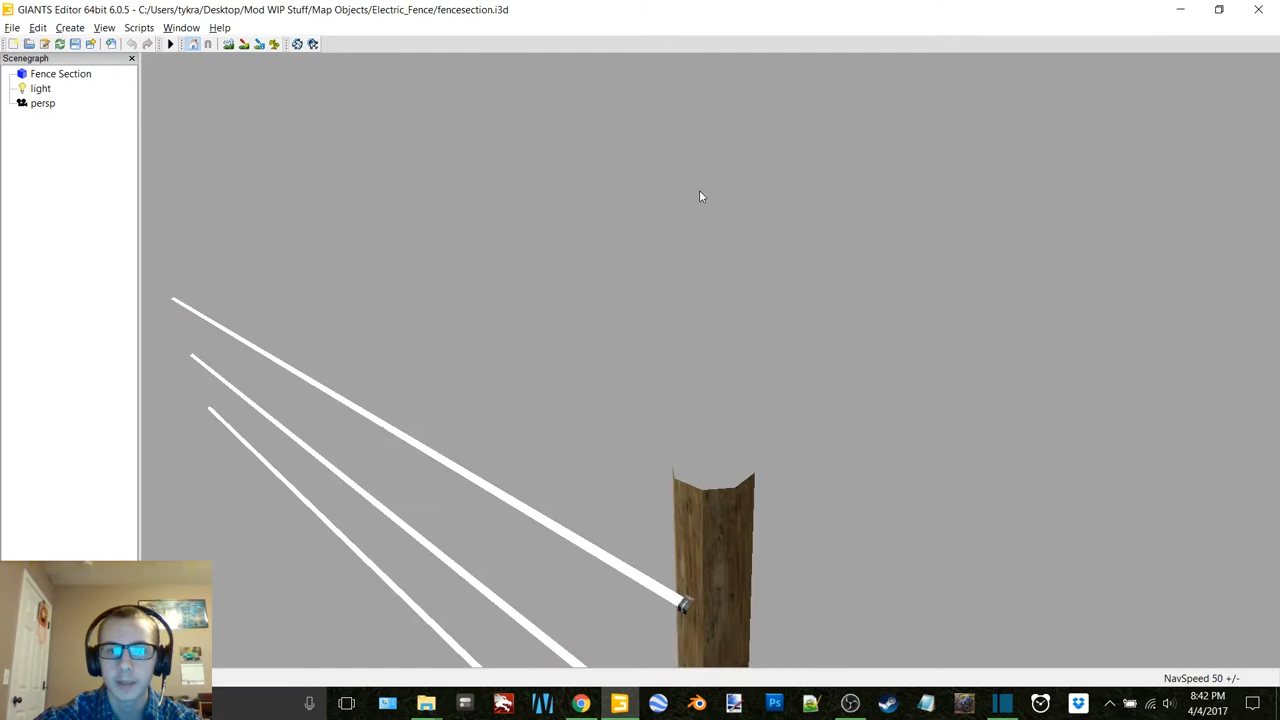 GIANTS Editor 64bit 6.0.5 - C:/Users/tykra/Desktop/Mod WIP Stuff/Map Objects/Electric_Fence/fencesection.i3d
File Edit Create View Scripts Window Help
Scenegraph
Fence Section
light
persp
NavSpeed 50 +/-
8:42 PM
4/4/2017